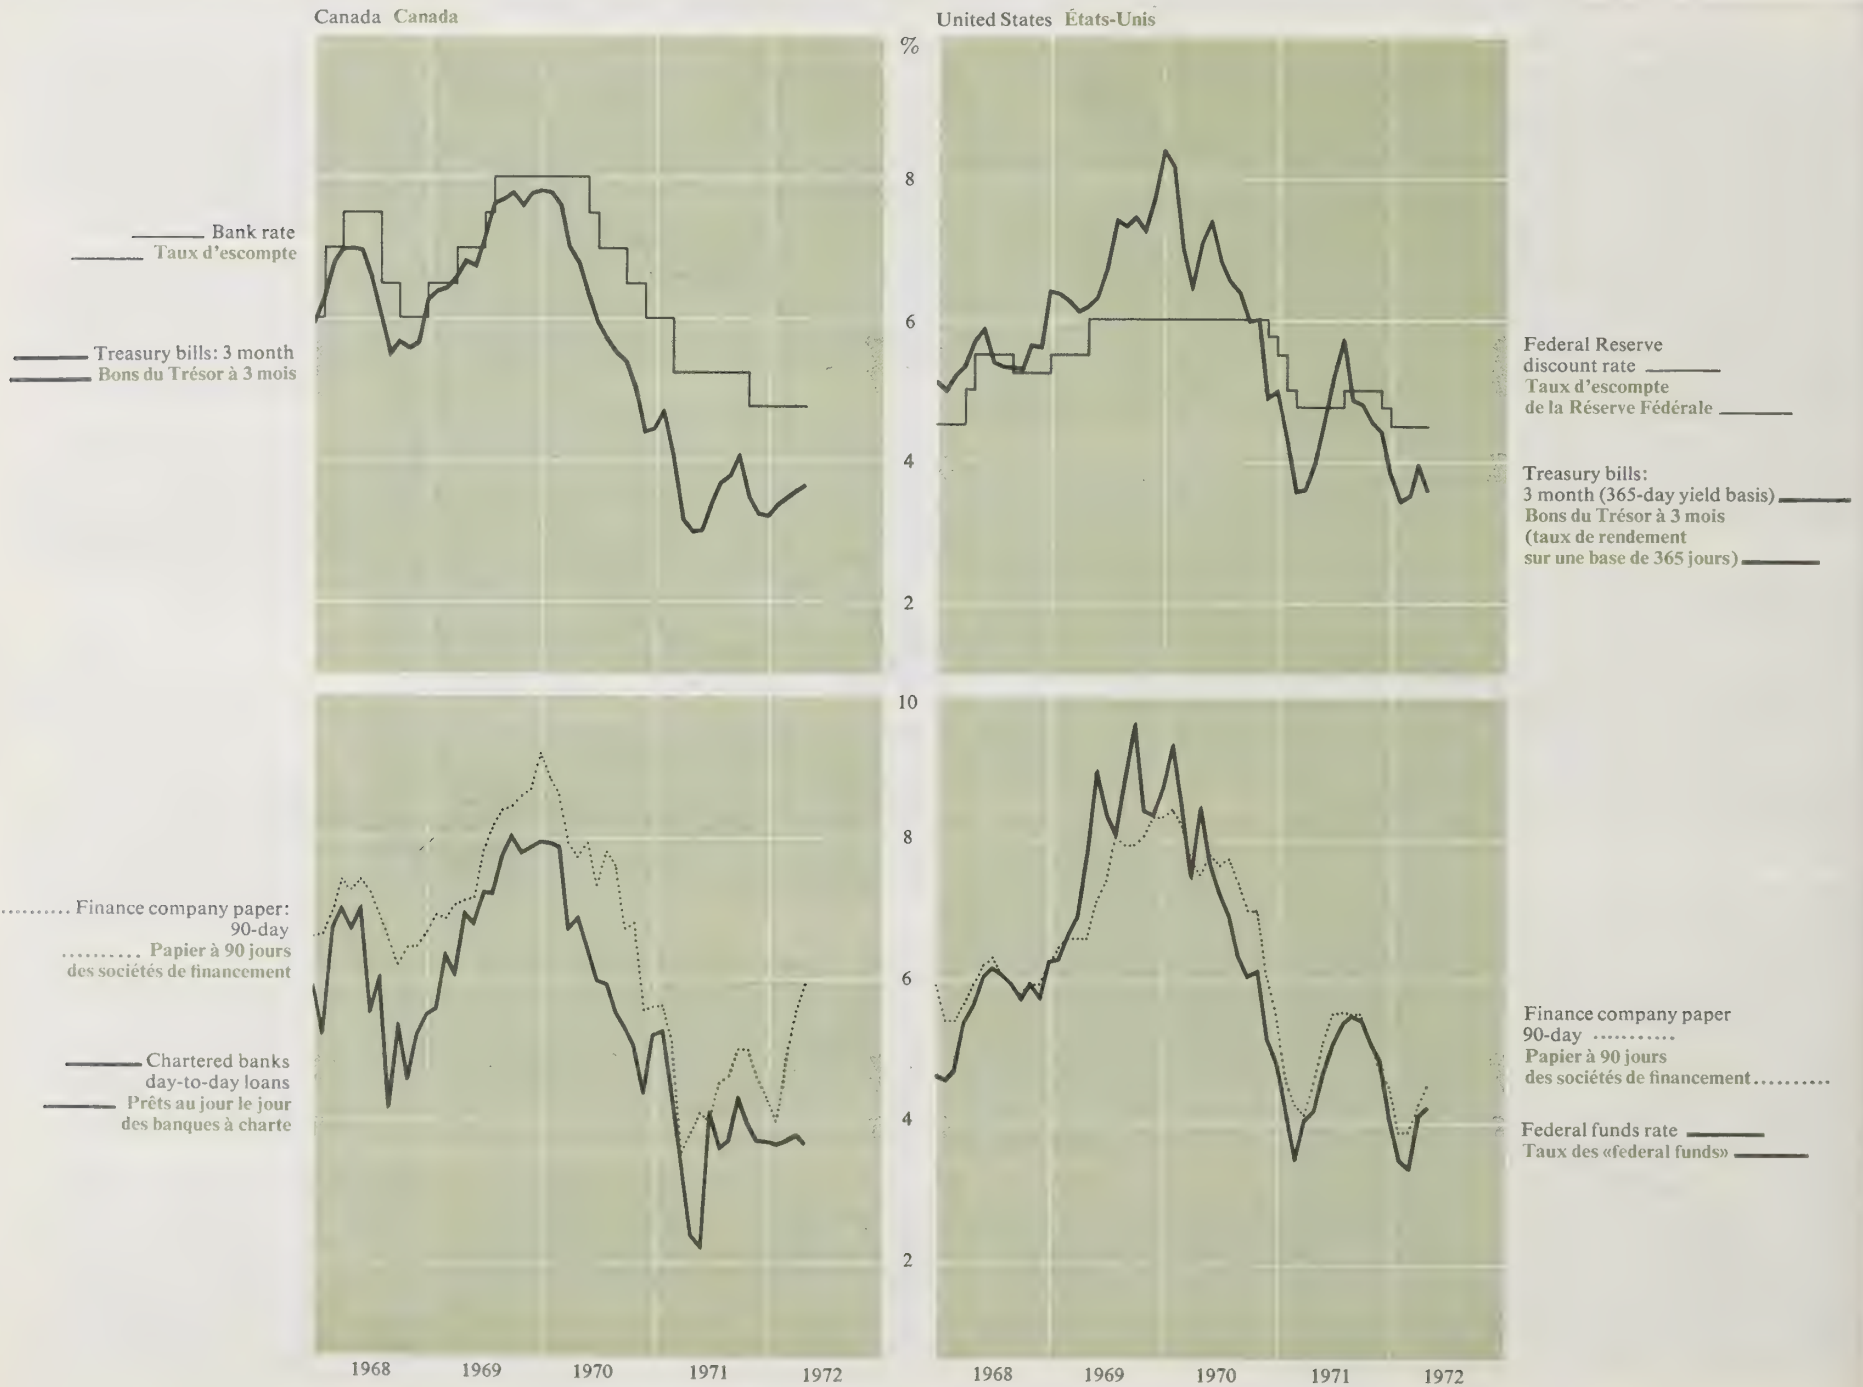 Canada Canada
United States États-Unis
%
8
6
4
2
Bank rate
Taux d'escompte
Treasury bills: 3 month
Bons du Trésor à 3 mois
Federal Reserve
discount rate
Taux d'escompte
de la Réserve Fédérale
Treasury bills:
3 month (365-day yield basis)
Bons du Trésor à 3 mois
(taux de rendement
sur une base de 365 jours)
10
8
6
4
2
Finance company paper:
90-day
Papier à 90 jours
des sociétés de financement
Chartered banks
day-to-day loans
Prêts au jour le jour
des banques à charte
Finance company paper
90-day
Papier à 90 jours
des sociétés de financement
Federal funds rate
Taux des «federal funds»
1968 1969 1970 1971 1972
1968 1969 1970 1971 1972